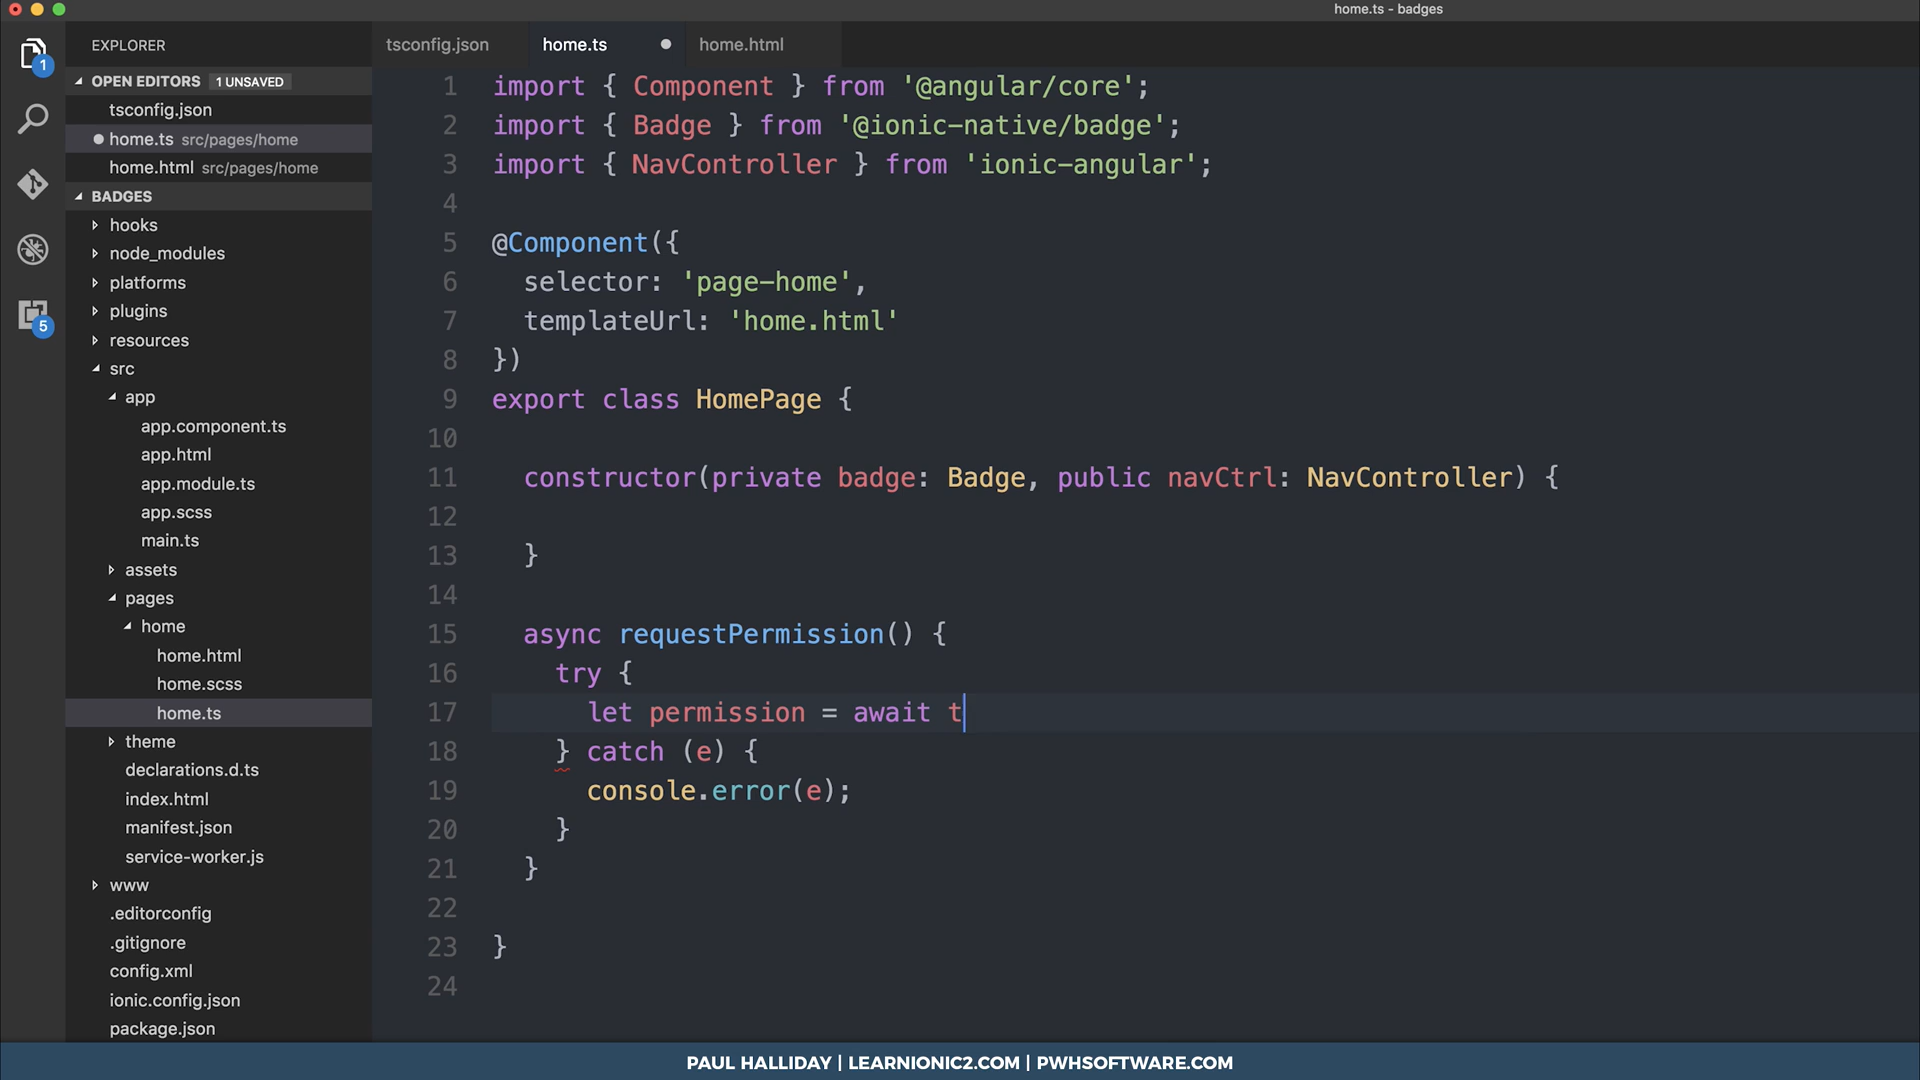 home.ts - badges
EXPLORER
OPEN EDITORS 1 UNSAVED
tsconfig.json
home.ts src/pages/home
home.html src/pages/home
BADGES
hooks
node_modules
platforms
plugins
resources
src
app
app.component.ts
app.html
app.module.ts
app.scss
main.ts
assets
pages
home
home.html
home.scss
home.ts
theme
declarations.d.ts
index.html
manifest.json
service-worker.js
www
.editorconfig
.gitignore
config.xml
ionic.config.json
package.json
1
5
tsconfig.json home.ts home.html
1 import { Component } from '@angular/core';
2 import { Badge } from '@ionic-native/badge';
3 import { NavController } from 'ionic-angular';
4
5 @Component({
6 selector: 'page-home',
7 templateUrl: 'home.html'
8 })
9 export class HomePage {
10
11 constructor(private badge: Badge, public navCtrl: NavController) {
12
13 }
14
15 async requestPermission() {
16 try {
17 let permission = await t
18 } catch (e) {
19 console.error(e);
20 }
21 }
22
23 }
24
PAUL HALLIDAY | LEARNIONIC2.COM | PWHSOFTWARE.COM